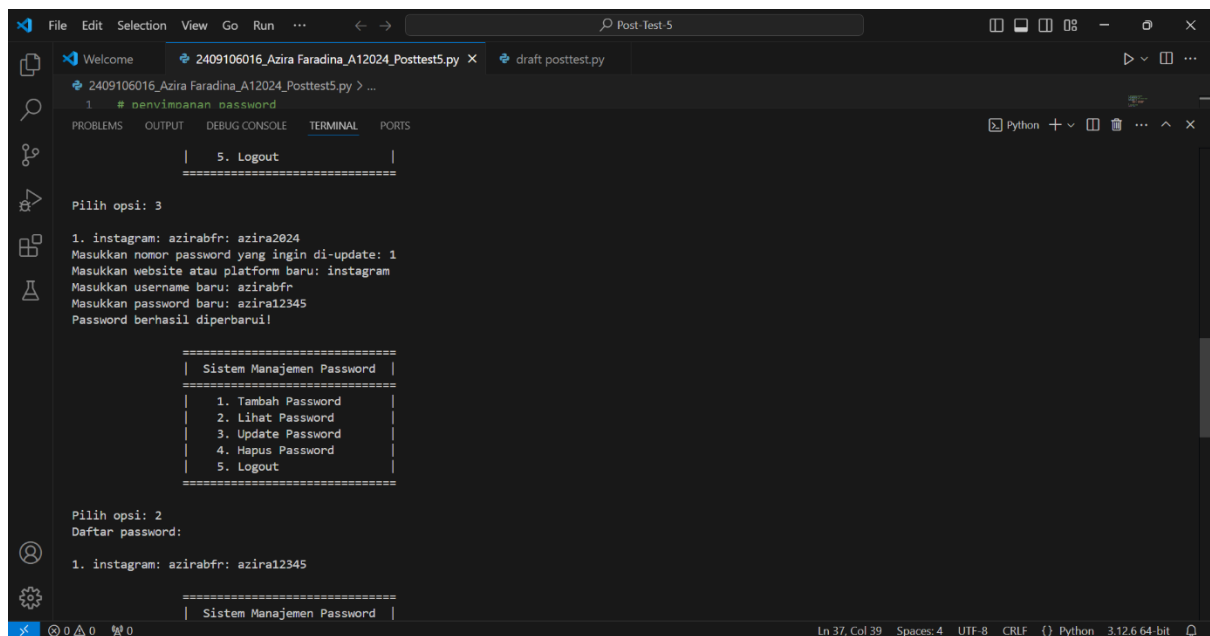 File Edit Selection View Go Run ··· ← → Post-Test-5
Welcome 2409106016_Azira Faradina_A12024_Posttest5.py × draft posttest.py
2409106016_Azira Faradina_A12024_Posttest5.py > ...
1 # penyimpanan password
PROBLEMS OUTPUT DEBUG CONSOLE TERMINAL PORTS Python
| 5. Logout |
===============================
Pilih opsi: 3
1. instagram: azirabfr: azira2024
Masukkan nomor password yang ingin di-update: 1
Masukkan website atau platform baru: instagram
Masukkan username baru: azirabfr
Masukkan password baru: azira12345
Password berhasil diperbarui!
===============================
| Sistem Manajemen Password |
===============================
| 1. Tambah Password |
| 2. Lihat Password |
| 3. Update Password |
| 4. Hapus Password |
| 5. Logout |
===============================
Pilih opsi: 2
Daftar password:
1. instagram: azirabfr: azira12345
===============================
| Sistem Manajemen Password |
0 0 0 Ln 37, Col 39 Spaces: 4 UTF-8 CRLF {} Python 3.12.6 64-bit